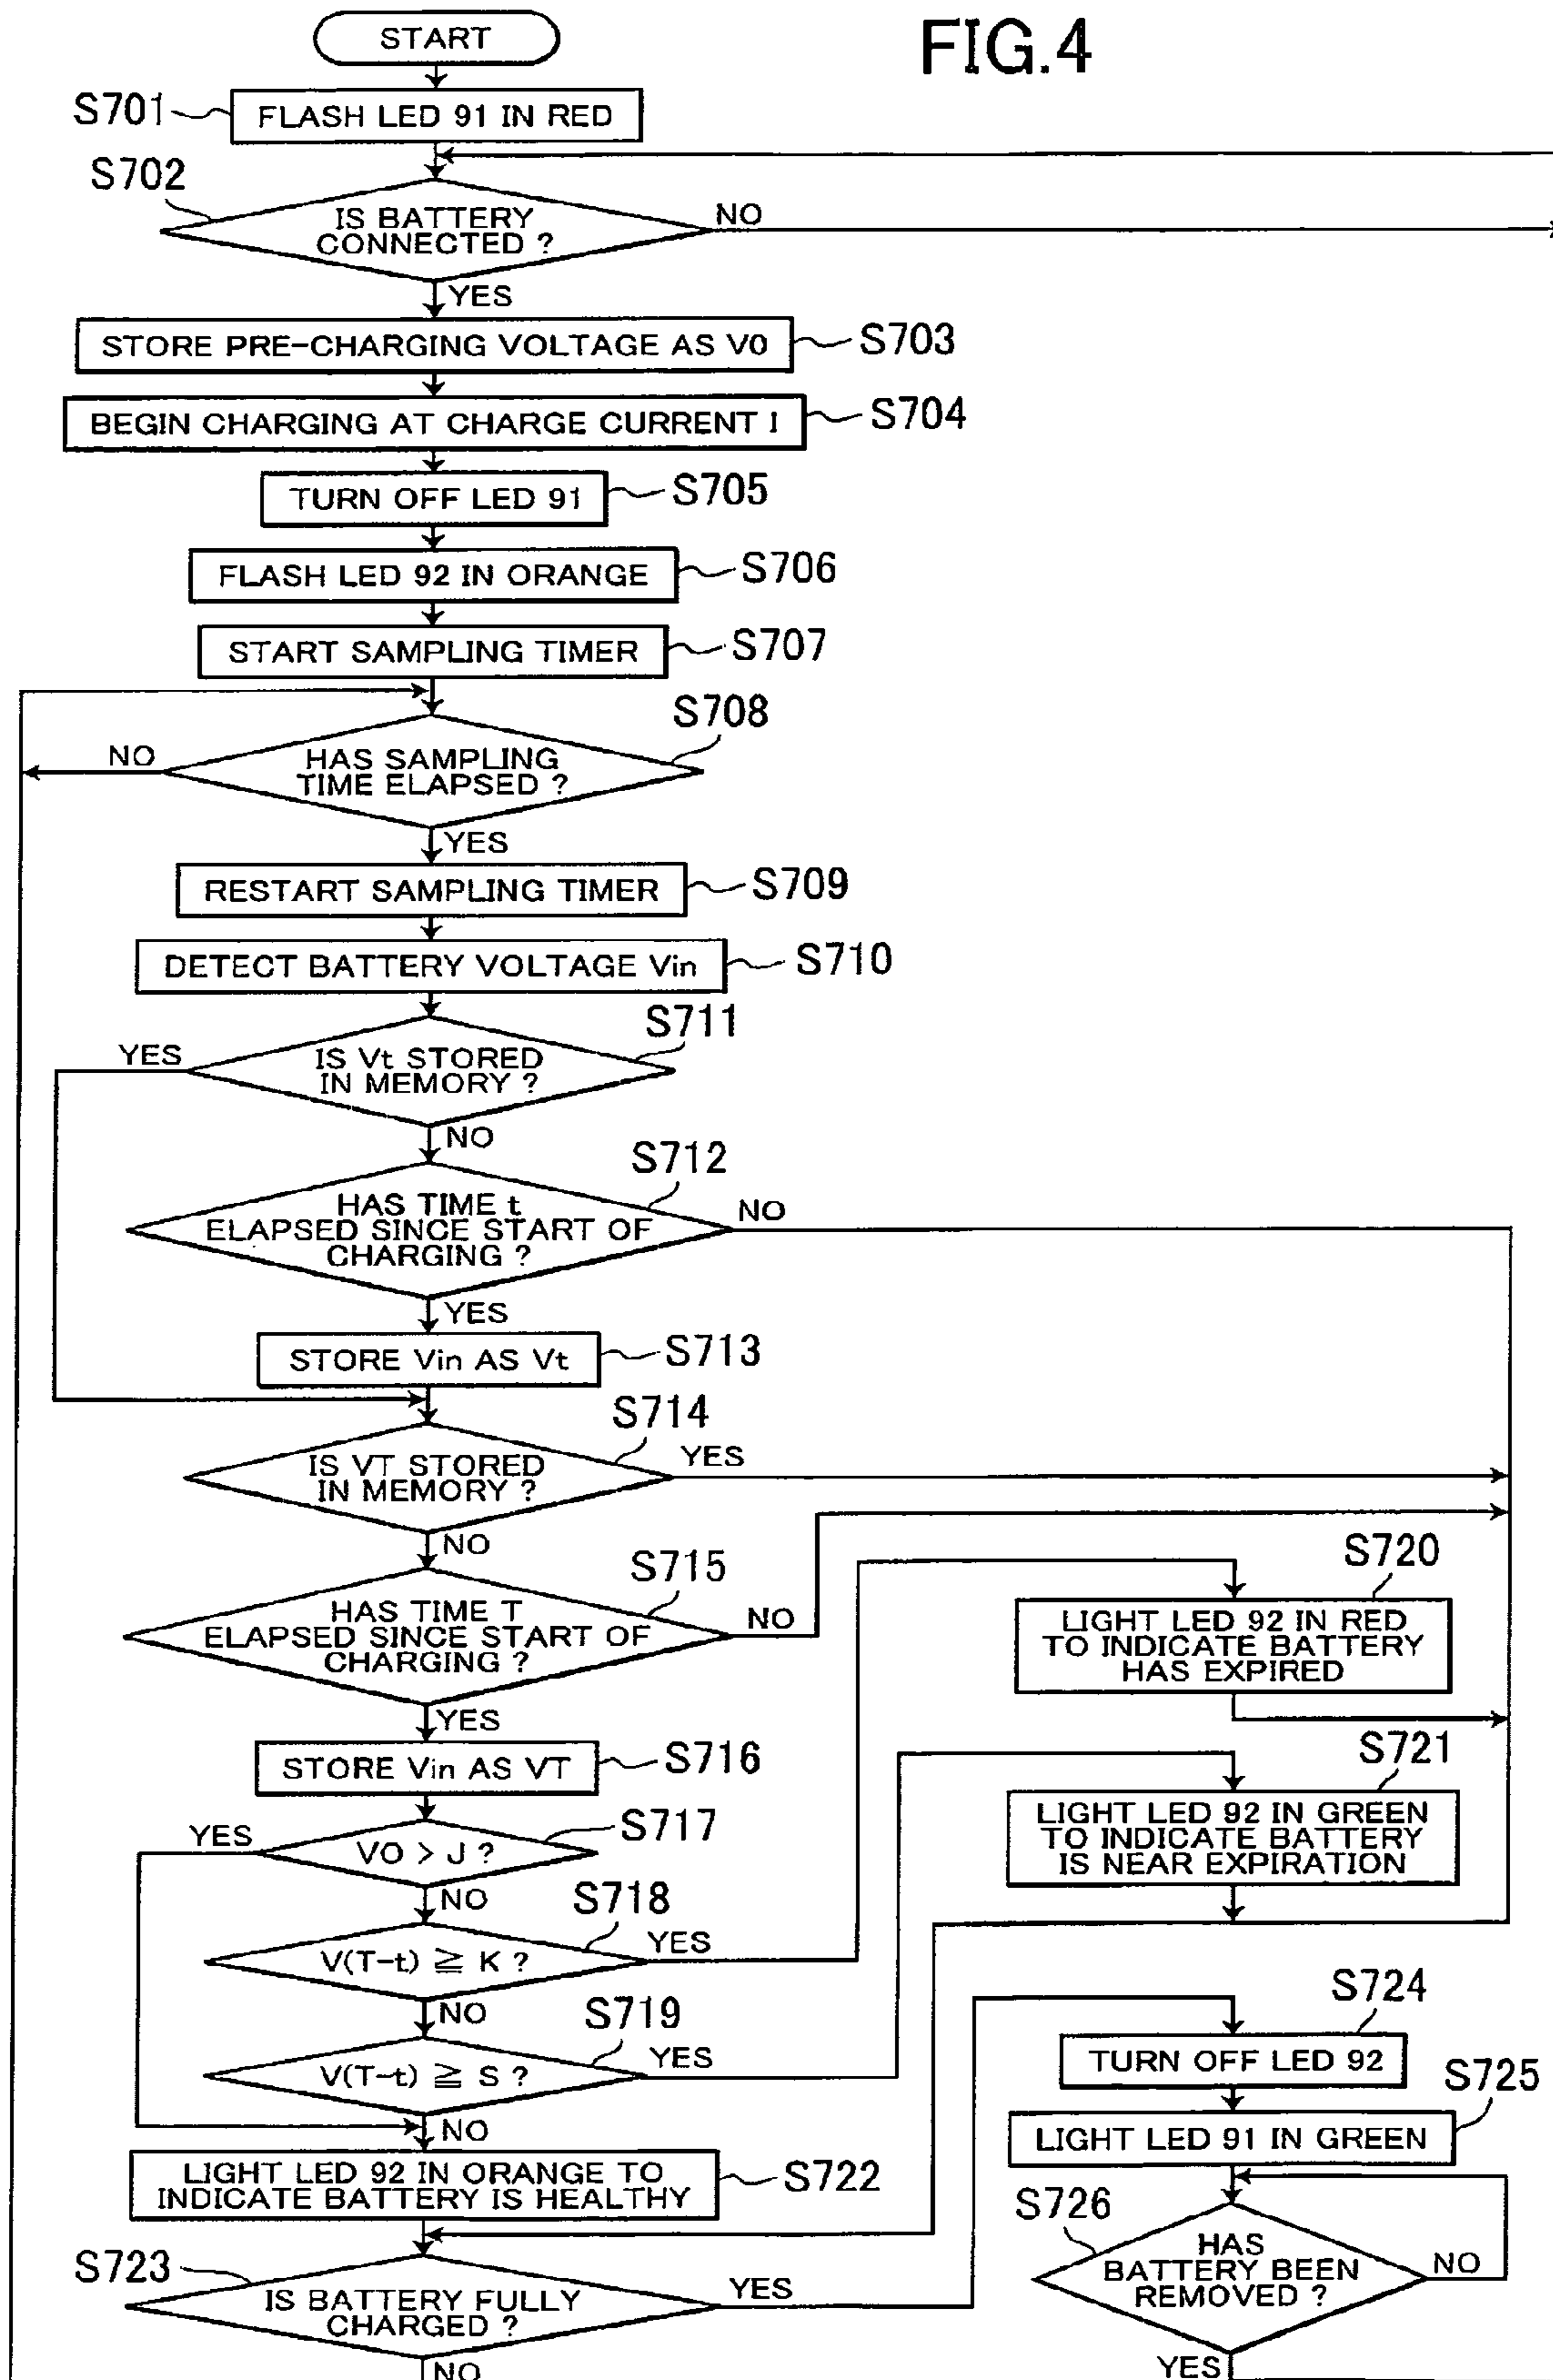 FIG.4
START
S701
FLASH LED 91 IN RED
S702
IS BATTERY
CONNECTED ?
NO
YES
STORE PRE-CHARGING VOLTAGE AS V0
S703
BEGIN CHARGING AT CHARGE CURRENT I
S704
TURN OFF LED 91
S705
FLASH LED 92 IN ORANGE
S706
START SAMPLING TIMER
S707
S708
HAS SAMPLING
TIME ELAPSED ?
NO
YES
RESTART SAMPLING TIMER
S709
DETECT BATTERY VOLTAGE Vin
S710
S711
IS Vt STORED
IN MEMORY ?
YES
NO
S712
HAS TIME t
ELAPSED SINCE START OF
CHARGING ?
NO
YES
STORE Vin AS Vt
S713
S714
IS VT STORED
IN MEMORY ?
YES
NO
S715
HAS TIME T
ELAPSED SINCE START OF
CHARGING ?
NO
YES
STORE Vin AS VT
S716
S717
V0 > J ?
YES
NO
S718
V(T-t) ≧ K ?
YES
NO
S719
V(T-t) ≧ S ?
YES
NO
S720
LIGHT LED 92 IN RED
TO INDICATE BATTERY
HAS EXPIRED
S721
LIGHT LED 92 IN GREEN
TO INDICATE BATTERY
IS NEAR EXPIRATION
LIGHT LED 92 IN ORANGE TO
INDICATE BATTERY IS HEALTHY
S722
S723
IS BATTERY FULLY
CHARGED ?
YES
NO
S724
TURN OFF LED 92
S725
LIGHT LED 91 IN GREEN
S726
HAS
BATTERY BEEN
REMOVED ?
NO
YES